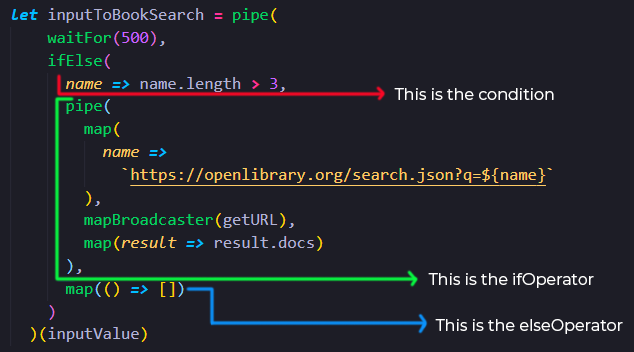 let inputToBookSearch = pipe(
waitFor(500),
ifElse(
name => name.length > 3,
This is the condition
pipe(
map(
name =>
`https://openlibrary.org/search.json?q=${name}`
),
mapBroadcaster(getURL),
map(result => result.docs)
),
This is the ifOperator
map(() => [])
This is the elseOperator
)
)(inputValue)